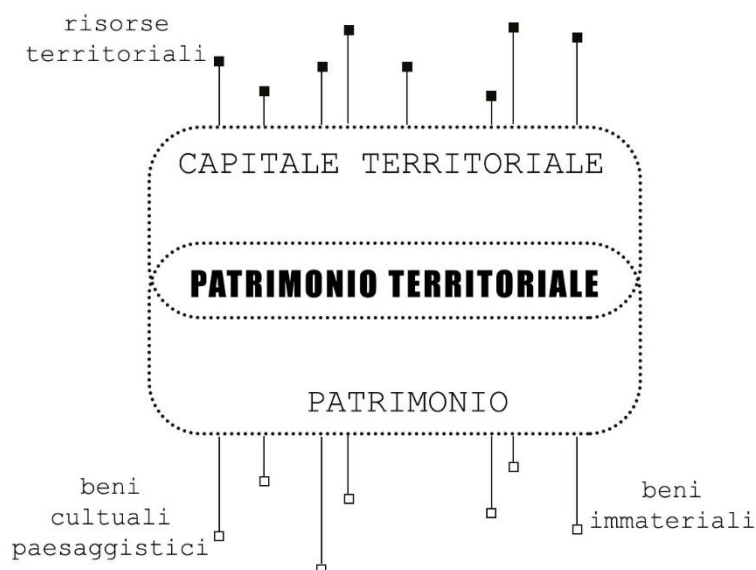 risorse
territoriali
CAPITALE TERRITORIALE
PATRIMONIO TERRITORIALE
PATRIMONIO
beni
cultuali
paesaggistici
beni
immateriali